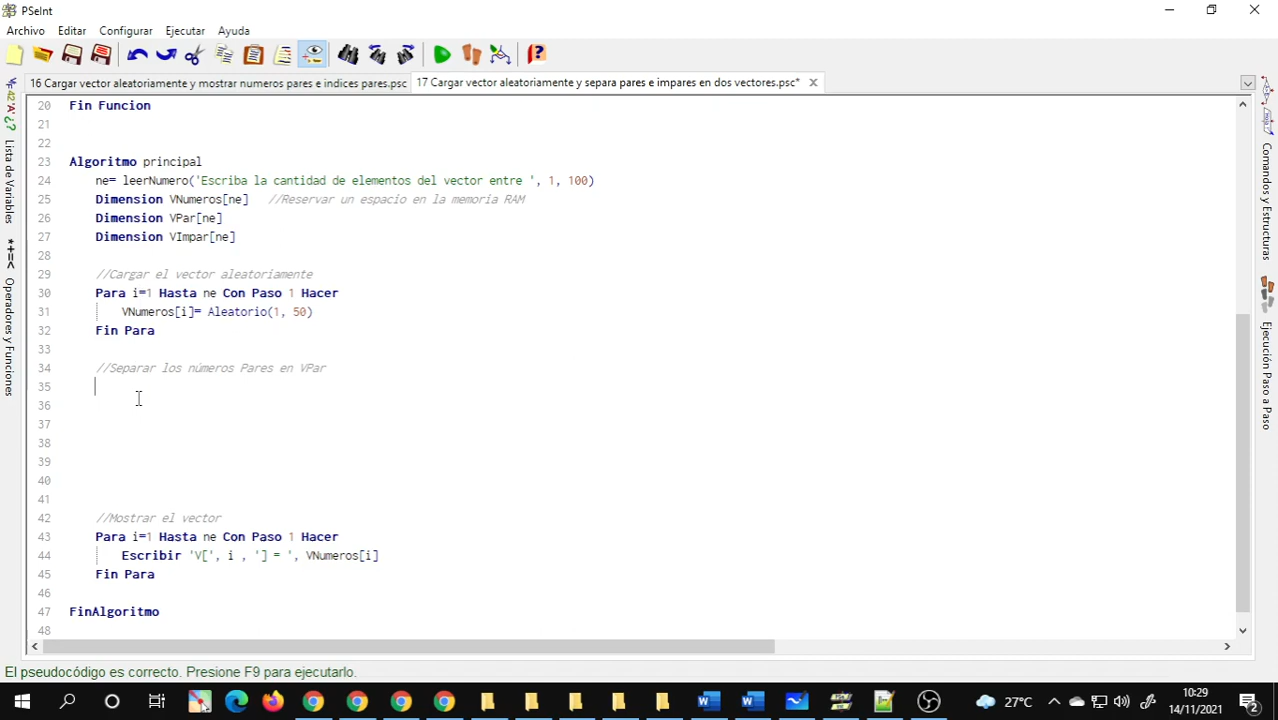 PSeInt
Archivo Editar Configurar Ejecutar Ayuda
16 Cargar vector aleatoriamente y mostrar numeros pares e indices pares.psc 17 Cargar vector aleatoriamente y separa pares e impares en dos vectores.psc*
20 Fin Funcion
21
22
23 Algoritmo principal
24 ne= leerNumero('Escriba la cantidad de elementos del vector entre ', 1, 100)
25 Dimension VNumeros[ne] //Reservar un espacio en la memoria RAM
26 Dimension VPar[ne]
27 Dimension VImpar[ne]
28
29 //Cargar el vector aleatoriamente
30 Para i=1 Hasta ne Con Paso 1 Hacer
31 VNumeros[i]= Aleatorio(1, 50)
32 Fin Para
33
34 //Separar los números Pares en VPar
35
36
37
38
39
40
41
42 //Mostrar el vector
43 Para i=1 Hasta ne Con Paso 1 Hacer
44 Escribir 'V[', i , '] = ', VNumeros[i]
45 Fin Para
46
47 FinAlgoritmo
48
Lista de Variables
Operadores y Funciones
Comandos y Estructuras
Ejecución Paso a Paso
El pseudocódigo es correcto. Presione F9 para ejecutarlo.
27°C
10:29
14/11/2021
2